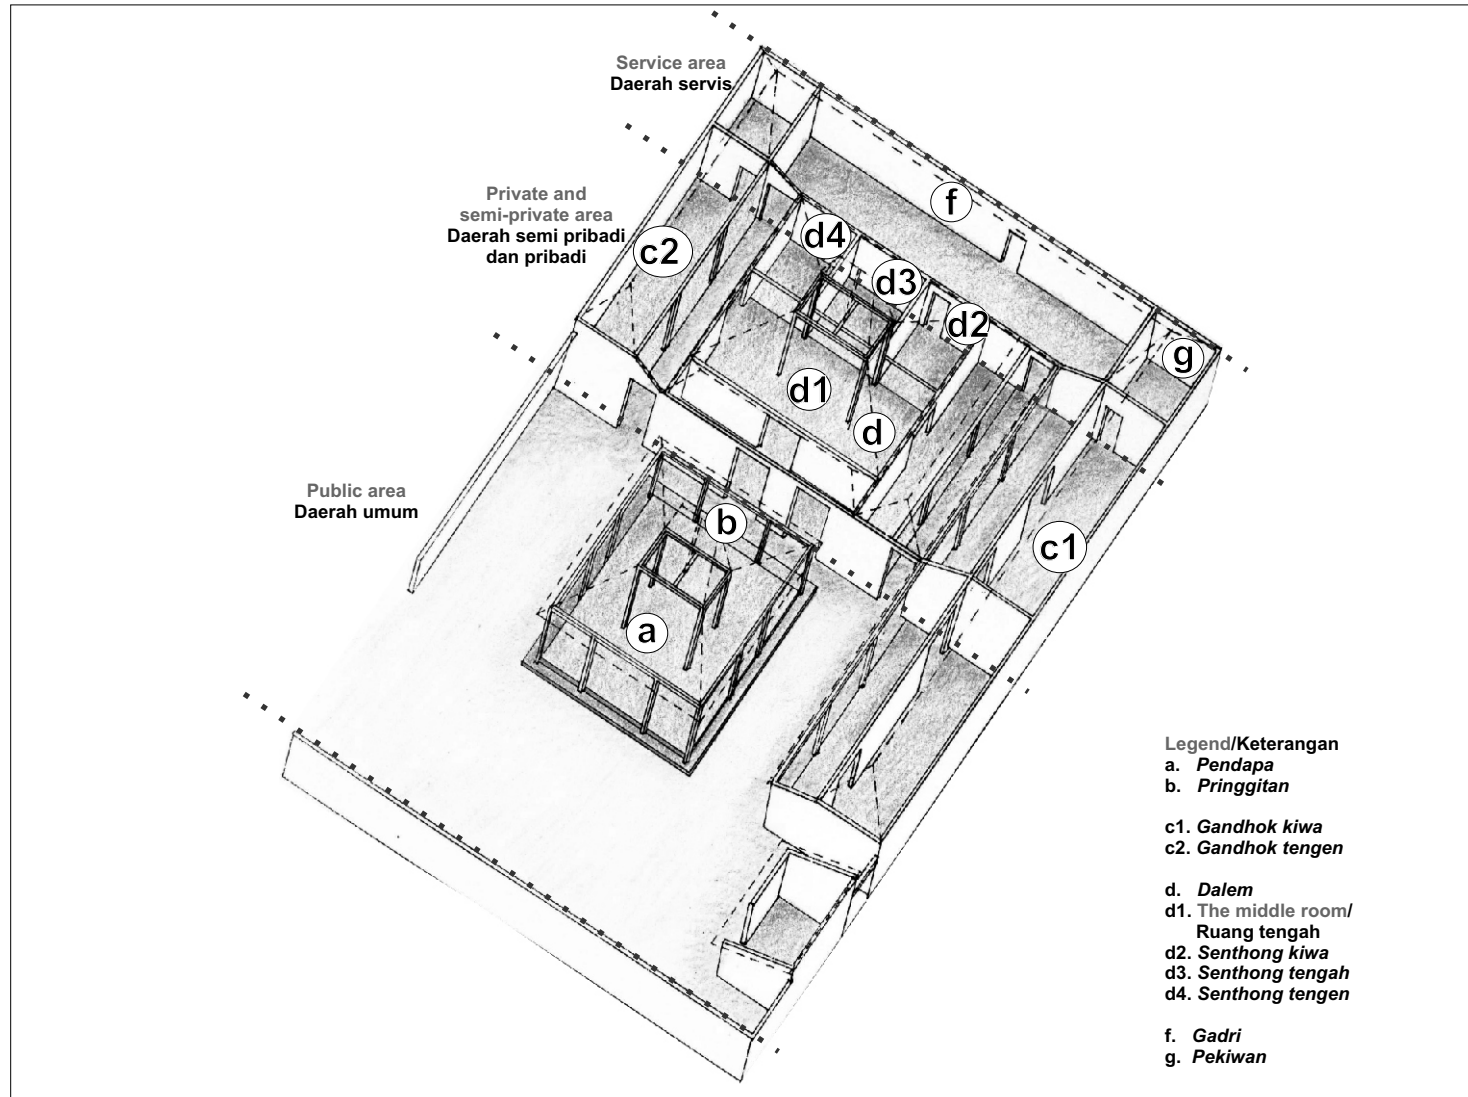 Service area
Daerah servis
Private and
semi-private area
Daerah semi pribadi
dan pribadi
Public area
Daerah umum
f
d4
c2
d3
d2
g
d1
d
b
c1
a
Legend/Keterangan
a. Pendapa
b. Pringgitan
c1. Gandhok kiwa
c2. Gandhok tengen
d. Dalem
d1. The middle room/
Ruang tengah
d2. Senthong kiwa
d3. Senthong tengah
d4. Senthong tengen
f. Gadri
g. Pekiwan